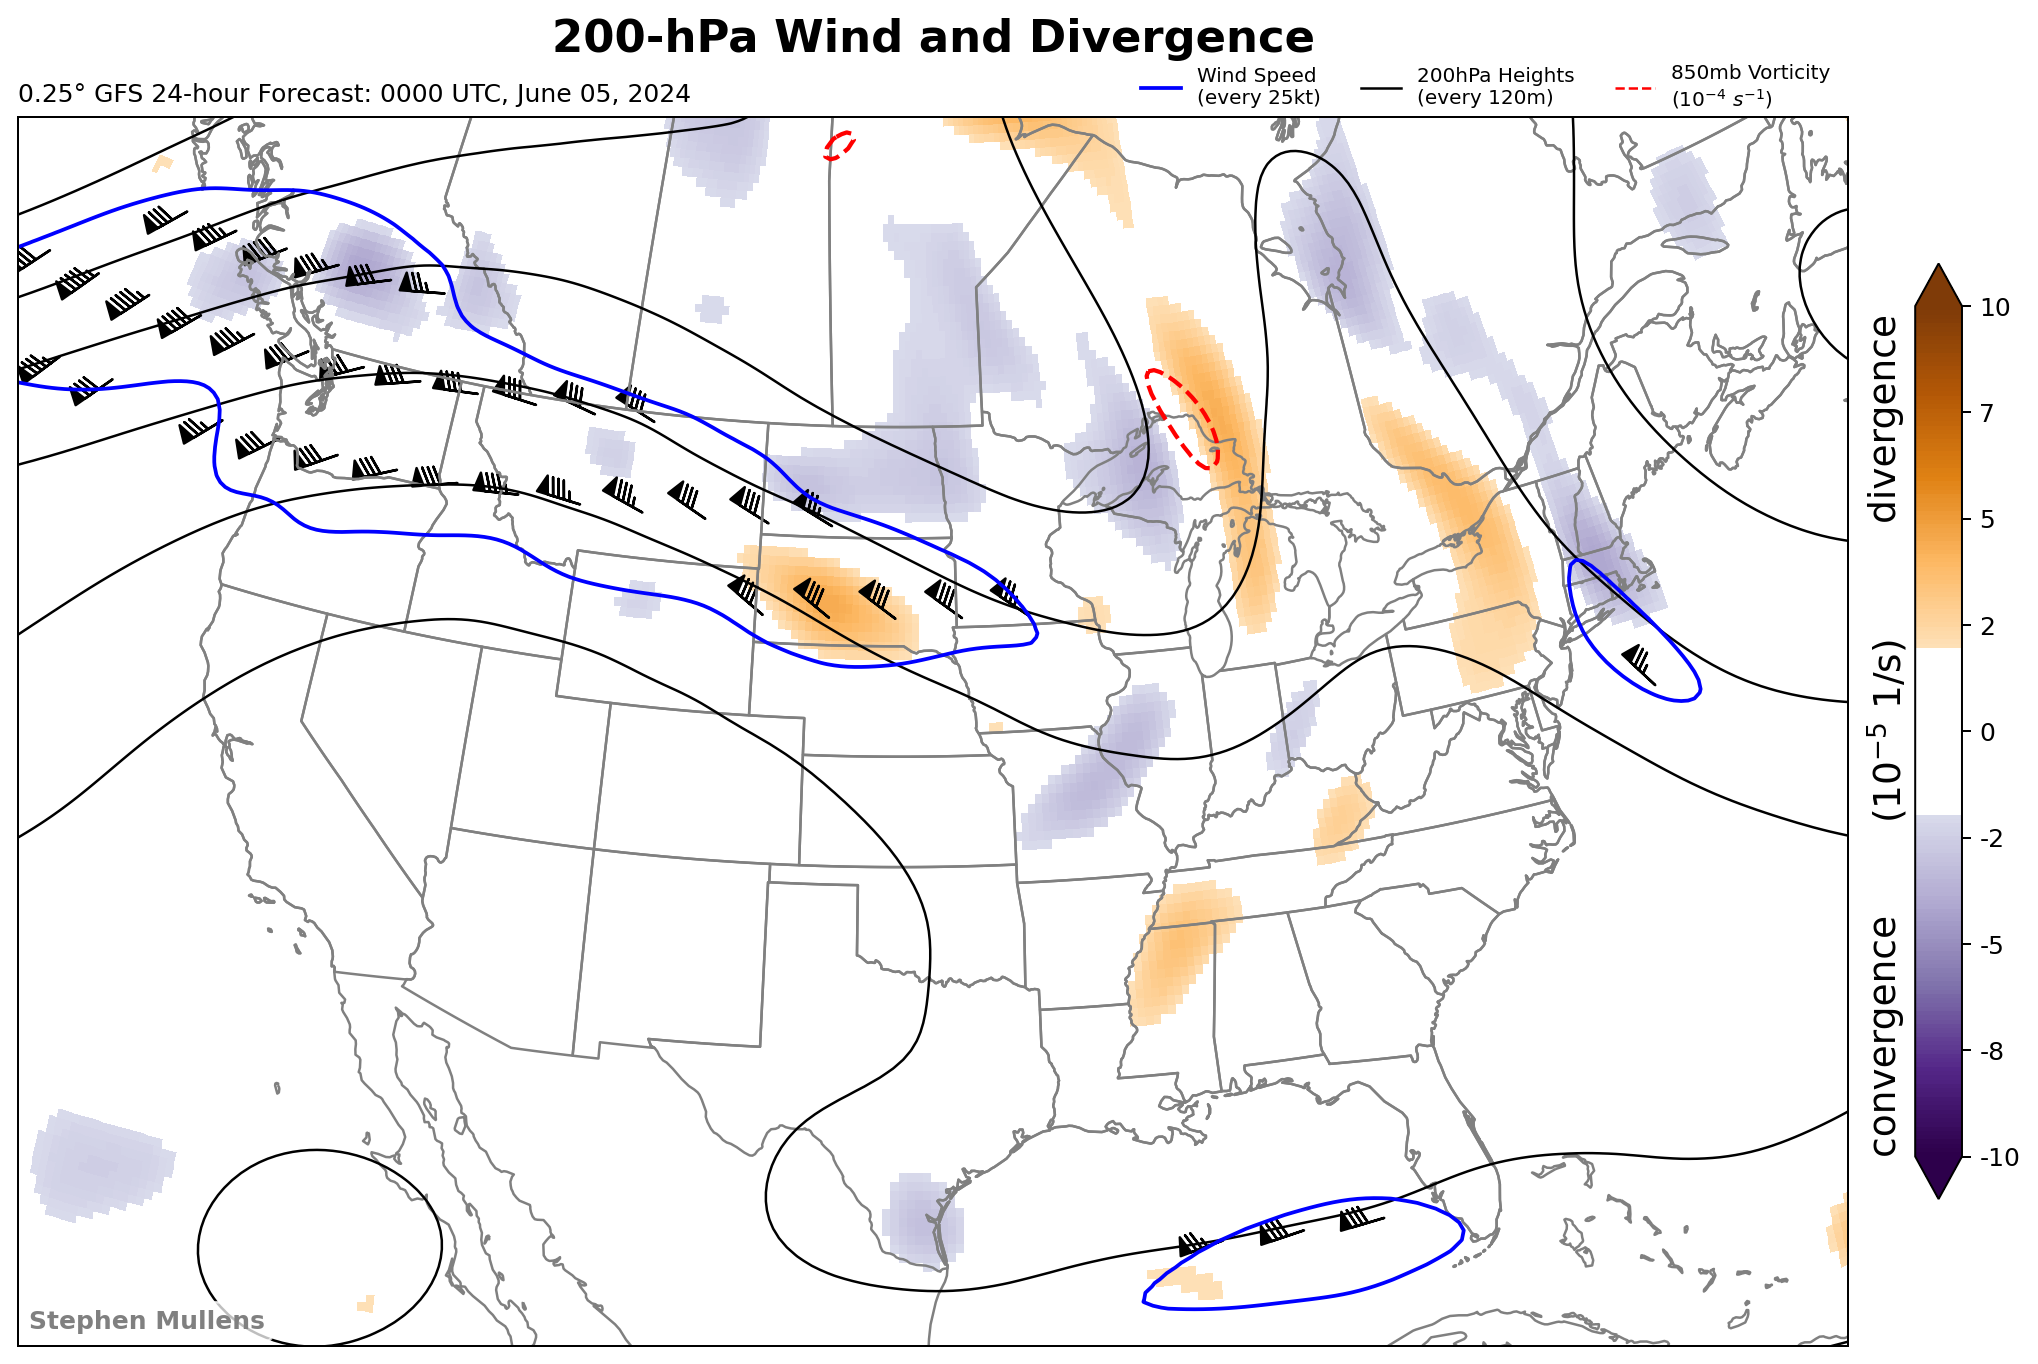 200-hPa Wind and Divergence
0.25° GFS 24-hour Forecast: 0000 UTC, June 05, 2024
Wind Speed
(every 25kt)
200hPa Heights
(every 120m)
850mb Vorticity
(10⁻⁴ s⁻¹)
10
7
5
2
0
-2
-5
-8
-10
convergence (10⁻⁵ 1/s) divergence
Stephen Mullens